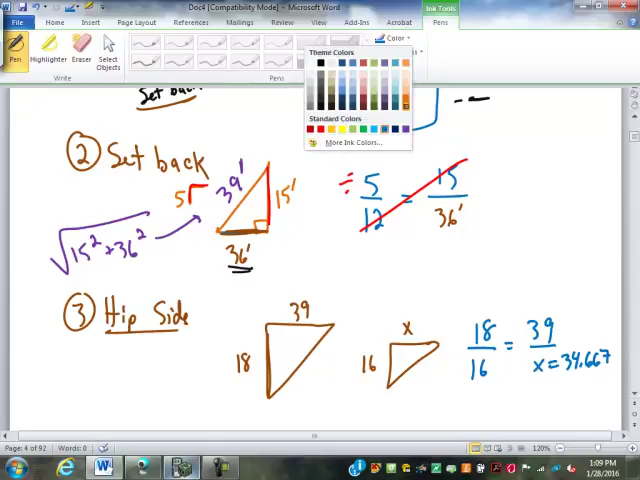 Doc4 [Compatibility Mode] - Microsoft Word
Ink Tools
File Home Insert Page Layout References Mailings Review View Acrobat Pens
Pen Highlighter Eraser Select Objects
Color
Write
Pens
Theme Colors
Standard Colors
More Ink Colors...
Set back
② Set back
5 39' 15'
÷ 5/12 = 15/36'
√15²+36²
36'
③ Hip Side
39
18
x
16
18/16 = 39/x = 34.667
Page: 4 of 92 Words: 0 120%
1:09 PM
1/28/2016